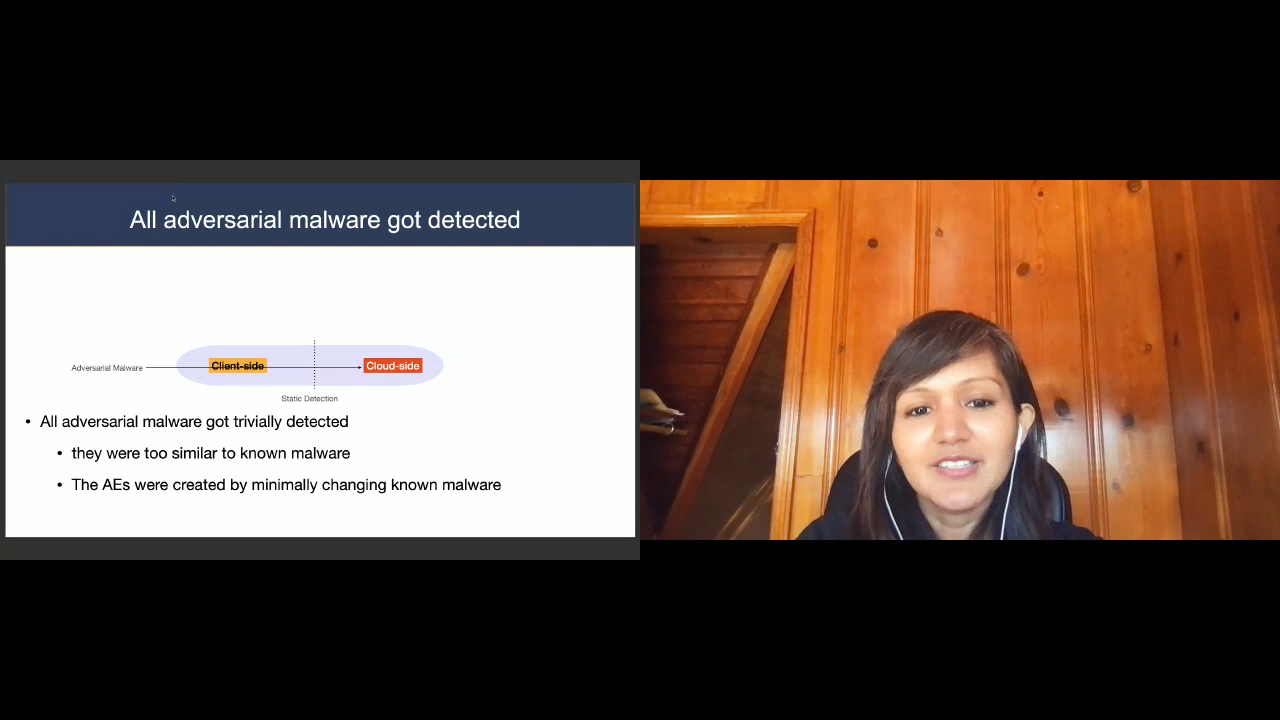 All adversarial malware got detected
Adversarial Malware
Client-side
Cloud-side
Static Detection
• All adversarial malware got trivially detected
• they were too similar to known malware
• The AEs were created by minimally changing known malware